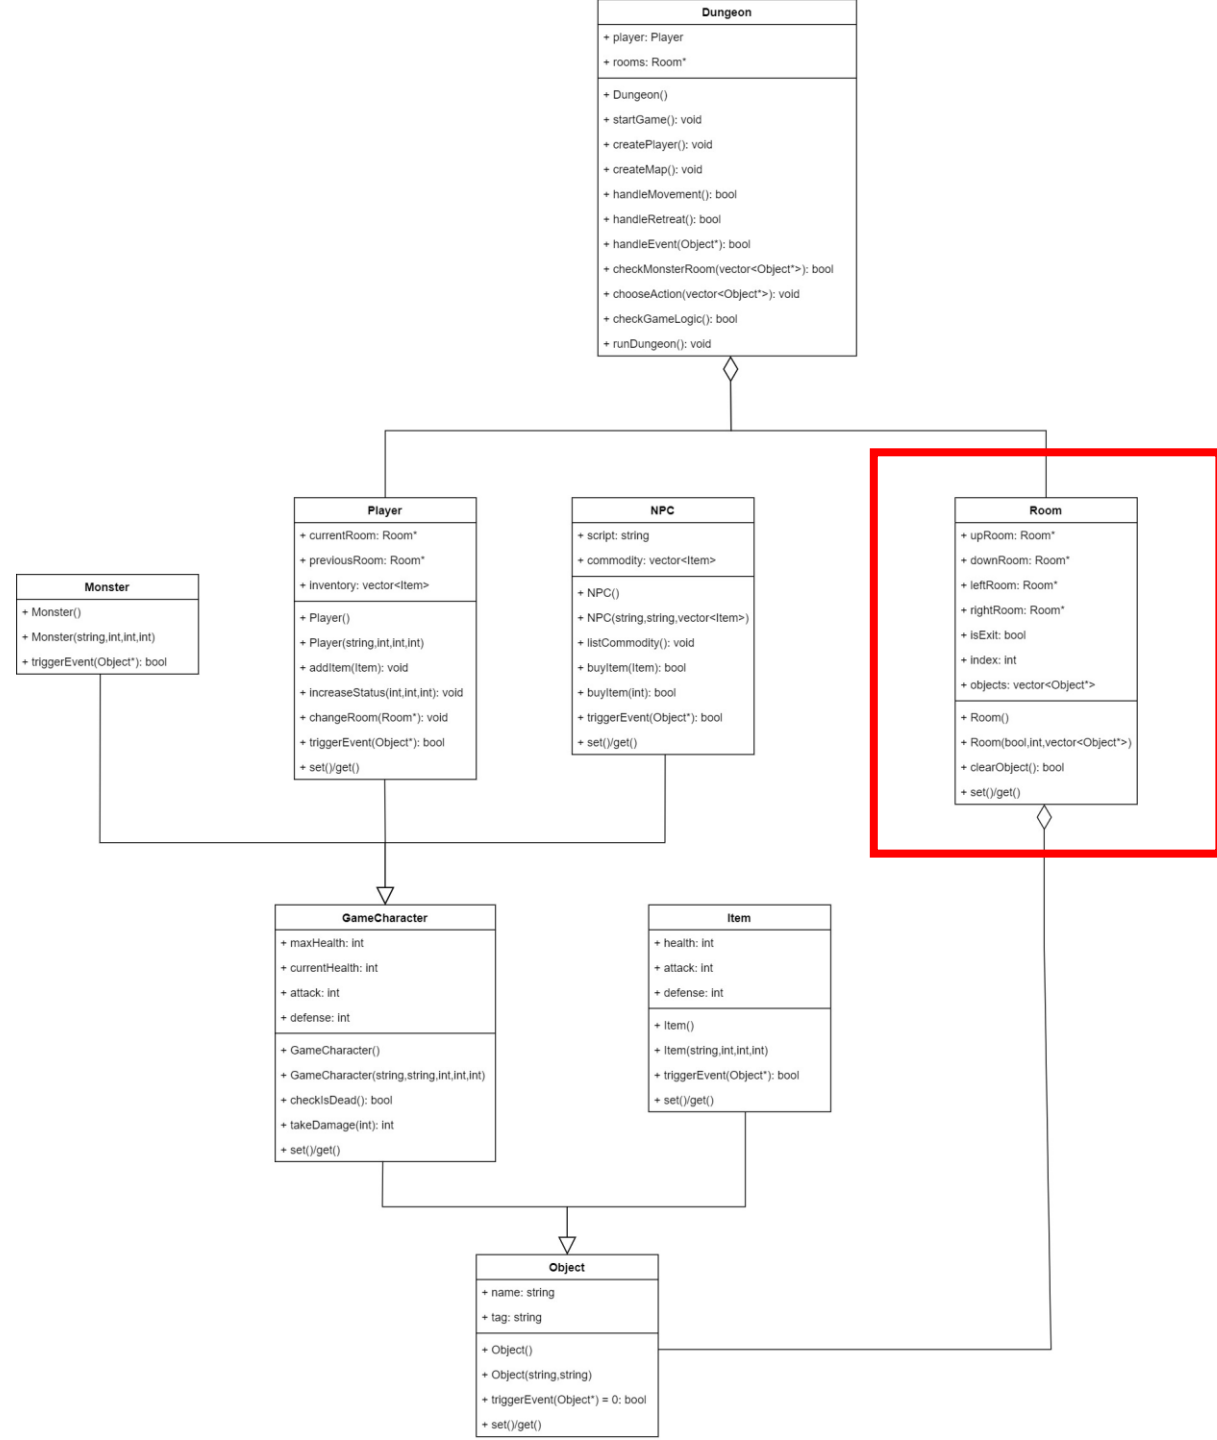 Dungeon
+ player: Player
+ rooms: Room*
+ Dungeon()
+ startGame(): void
+ createPlayer(): void
+ createMap(): void
+ handleMovement(): bool
+ handleRetreat(): bool
+ handleEvent(Object*): bool
+ checkMonsterRoom(vector<Object*>): bool
+ chooseAction(vector<Object*>): void
+ checkGameLogic(): bool
+ runDungeon(): void
Monster
+ Monster()
+ Monster(string,int,int,int)
+ triggerEvent(Object*): bool
Player
+ currentRoom: Room*
+ previousRoom: Room*
+ inventory: vector<Item>
+ Player()
+ Player(string,int,int,int)
+ addItem(Item): void
+ increaseStatus(int,int,int): void
+ changeRoom(Room*): void
+ triggerEvent(Object*): bool
+ set()/get()
NPC
+ script: string
+ commodity: vector<Item>
+ NPC()
+ NPC(string,string,vector<Item>)
+ listCommodity(): void
+ buyItem(Item): bool
+ buyItem(int): bool
+ triggerEvent(Object*): bool
+ set()/get()
Room
+ upRoom: Room*
+ downRoom: Room*
+ leftRoom: Room*
+ rightRoom: Room*
+ isExit: bool
+ index: int
+ objects: vector<Object*>
+ Room()
+ Room(bool,int,vector<Object*>)
+ clearObject(): bool
+ set()/get()
GameCharacter
+ maxHealth: int
+ currentHealth: int
+ attack: int
+ defense: int
+ GameCharacter()
+ GameCharacter(string,string,int,int,int)
+ checkIsDead(): bool
+ takeDamage(int): int
+ set()/get()
Item
+ health: int
+ attack: int
+ defense: int
+ Item()
+ Item(string,int,int,int)
+ triggerEvent(Object*): bool
+ set()/get()
Object
+ name: string
+ tag: string
+ Object()
+ Object(string,string)
+ triggerEvent(Object*) = 0: bool
+ set()/get()